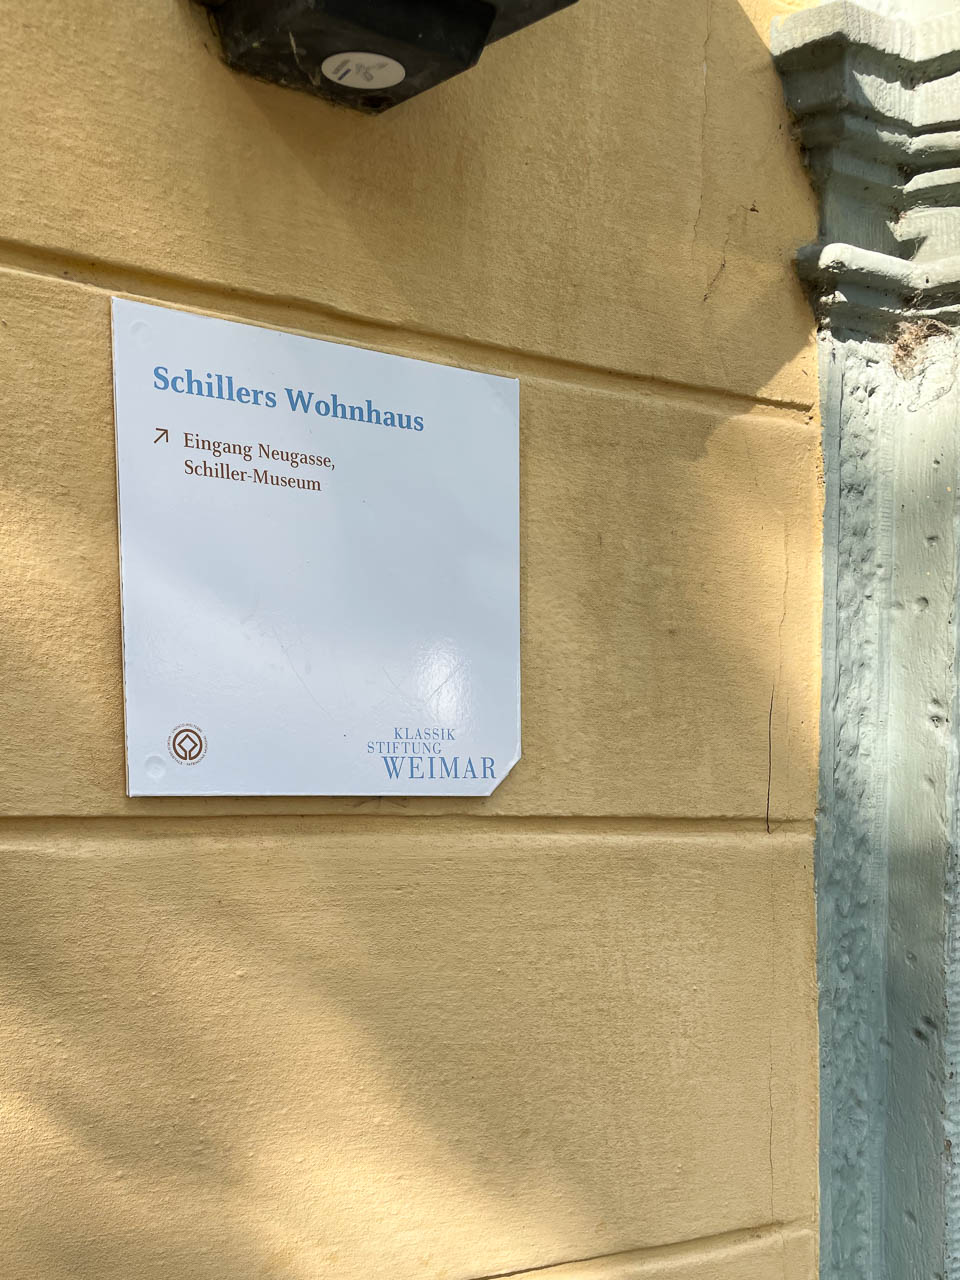 Schillers Wohnhaus
Eingang Neugasse,
Schiller-Museum
KLASSIK
STIFTUNG
WEIMAR